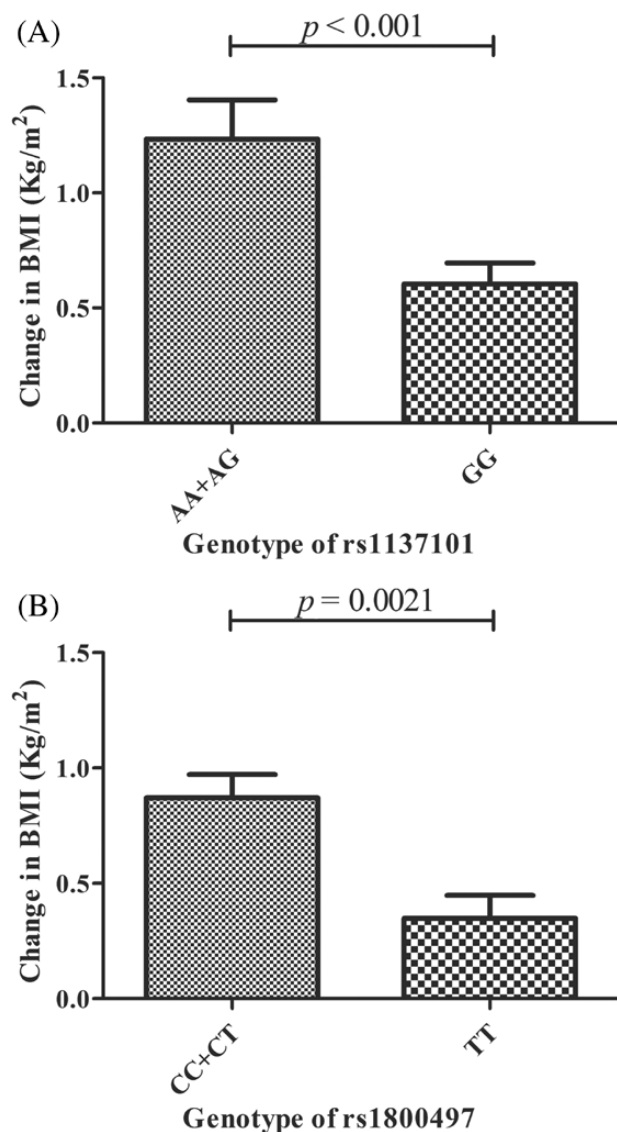 (A)
p < 0.001
Change in BMI (Kg/m²)
1.5
1.0
0.5
0.0
AA+AG
GG
Genotype of rs1137101
(B)
p = 0.0021
Change in BMI (Kg/m²)
1.5
1.0
0.5
0.0
CC+CT
TT
Genotype of rs1800497